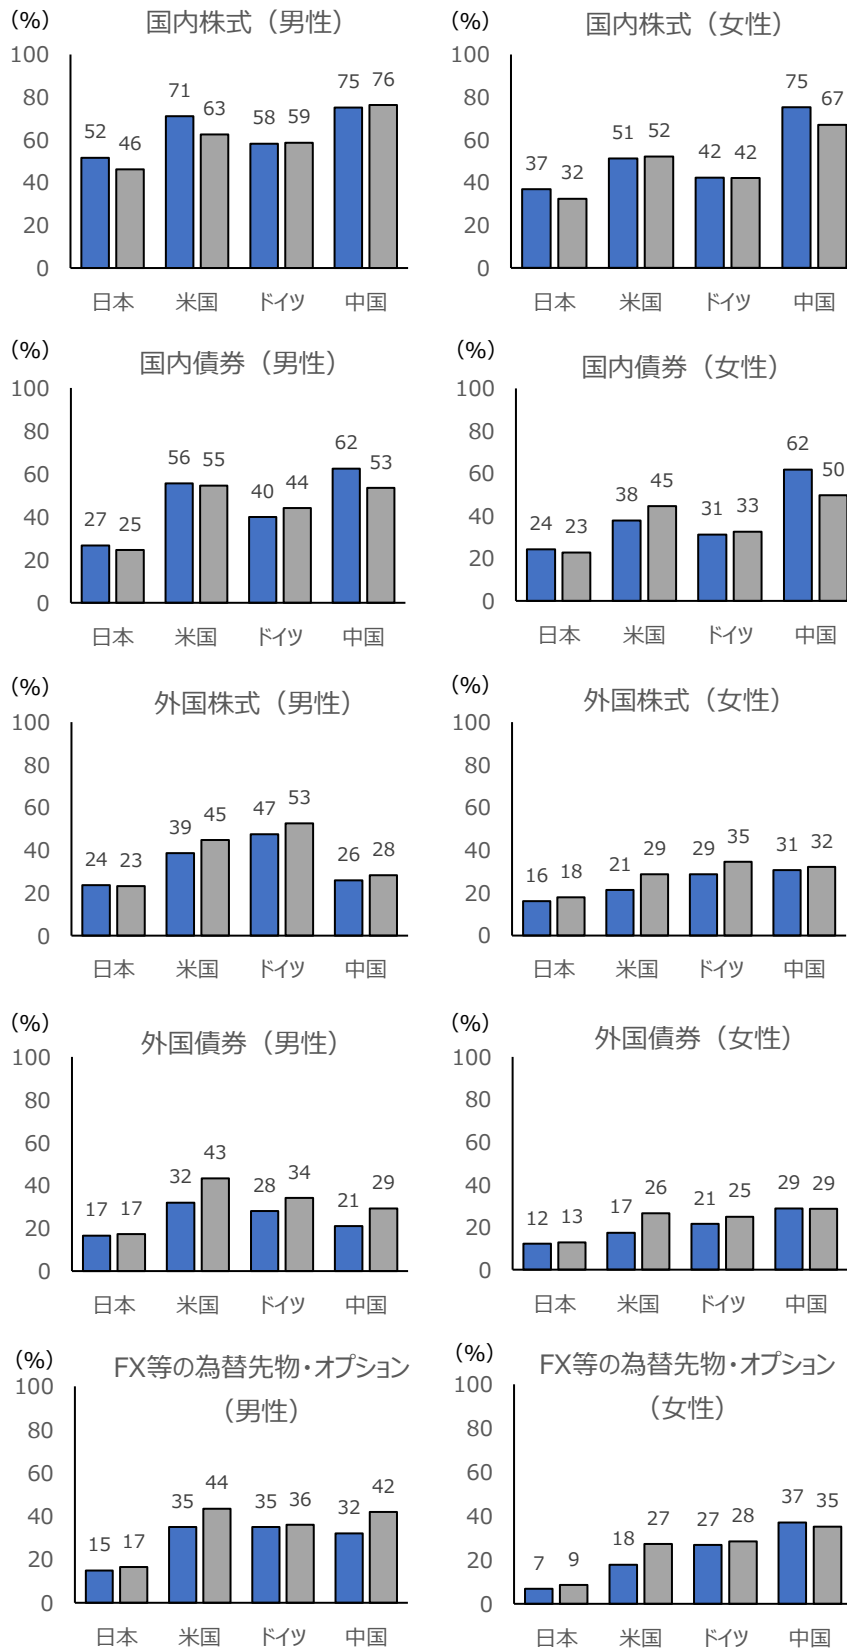 (%)
国内株式（男性）
100
80
60
40
20
0
52 46 71 63 58 59 75 76
日本 米国 ドイツ 中国
(%)
国内株式（女性）
100
80
60
40
20
0
37 32 51 52 42 42 75 67
日本 米国 ドイツ 中国
(%)
国内債券（男性）
100
80
60
40
20
0
27 25 56 55 40 44 62 53
日本 米国 ドイツ 中国
(%)
国内債券（女性）
100
80
60
40
20
0
24 23 38 45 31 33 62 50
日本 米国 ドイツ 中国
(%)
外国株式（男性）
100
80
60
40
20
0
24 23 39 45 47 53 26 28
日本 米国 ドイツ 中国
(%)
外国株式（女性）
100
80
60
40
20
0
16 18 21 29 29 35 31 32
日本 米国 ドイツ 中国
(%)
外国債券（男性）
100
80
60
40
20
0
17 17 32 43 28 34 21 29
日本 米国 ドイツ 中国
(%)
外国債券（女性）
100
80
60
40
20
0
12 13 17 26 21 25 29 29
日本 米国 ドイツ 中国
(%)
FX等の為替先物・オプション
（男性）
100
80
60
40
20
0
15 17 35 44 35 36 32 42
日本 米国 ドイツ 中国
(%)
FX等の為替先物・オプション
（女性）
100
80
60
40
20
0
7 9 18 27 27 28 37 35
日本 米国 ドイツ 中国